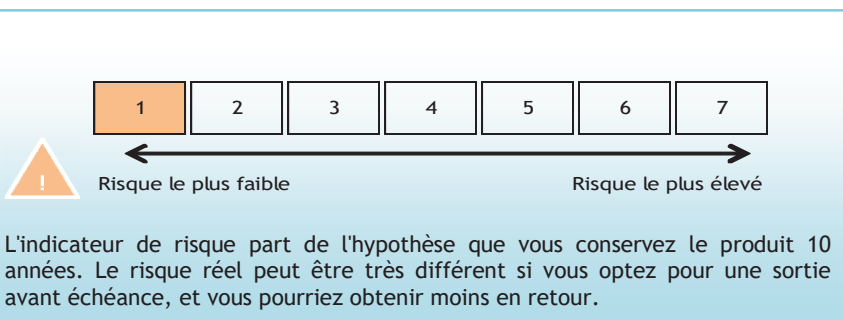 1 2 3 4 5 6 7
!
Risque le plus faible Risque le plus élevé
L'indicateur de risque part de l'hypothèse que vous conservez le produit 10
années. Le risque réel peut être très différent si vous optez pour une sortie
avant échéance, et vous pourriez obtenir moins en retour.